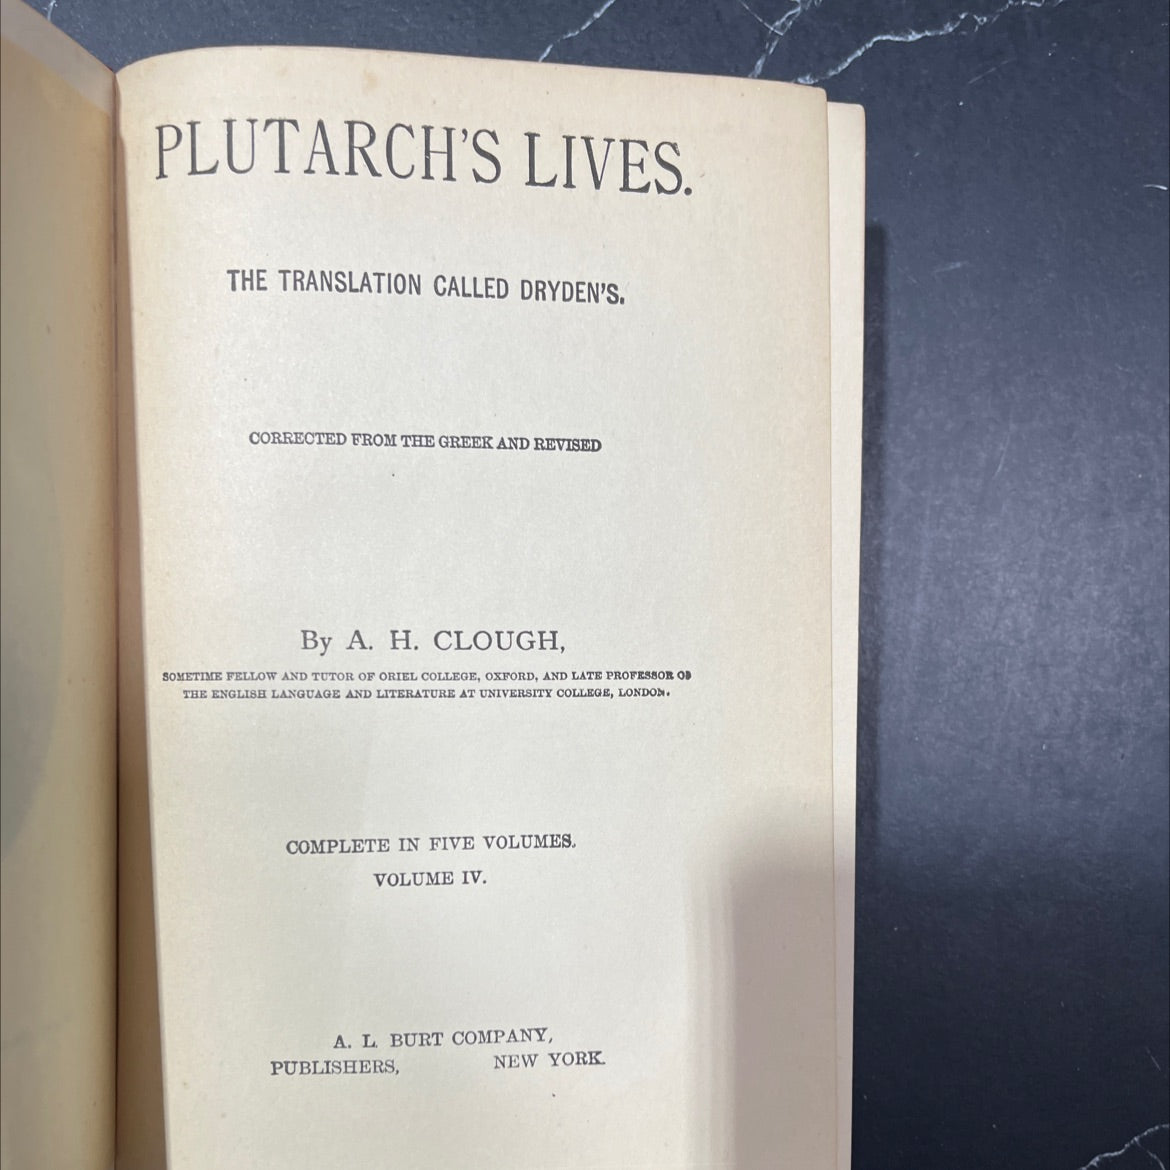 PLUTARCH'S LIVES.
THE TRANSLATION CALLED DRYDEN'S.
CORRECTED FROM THE GREEK AND REVISED
By A. H. CLOUGH,
SOMETIME FELLOW AND TUTOR OF ORIEL COLLEGE, OXFORD, AND LATE PROFESSOR OF
THE ENGLISH LANGUAGE AND LITERATURE AT UNIVERSITY COLLEGE, LONDON.
COMPLETE IN FIVE VOLUMES.
VOLUME IV.
A. L. BURT COMPANY,
PUBLISHERS, NEW YORK.